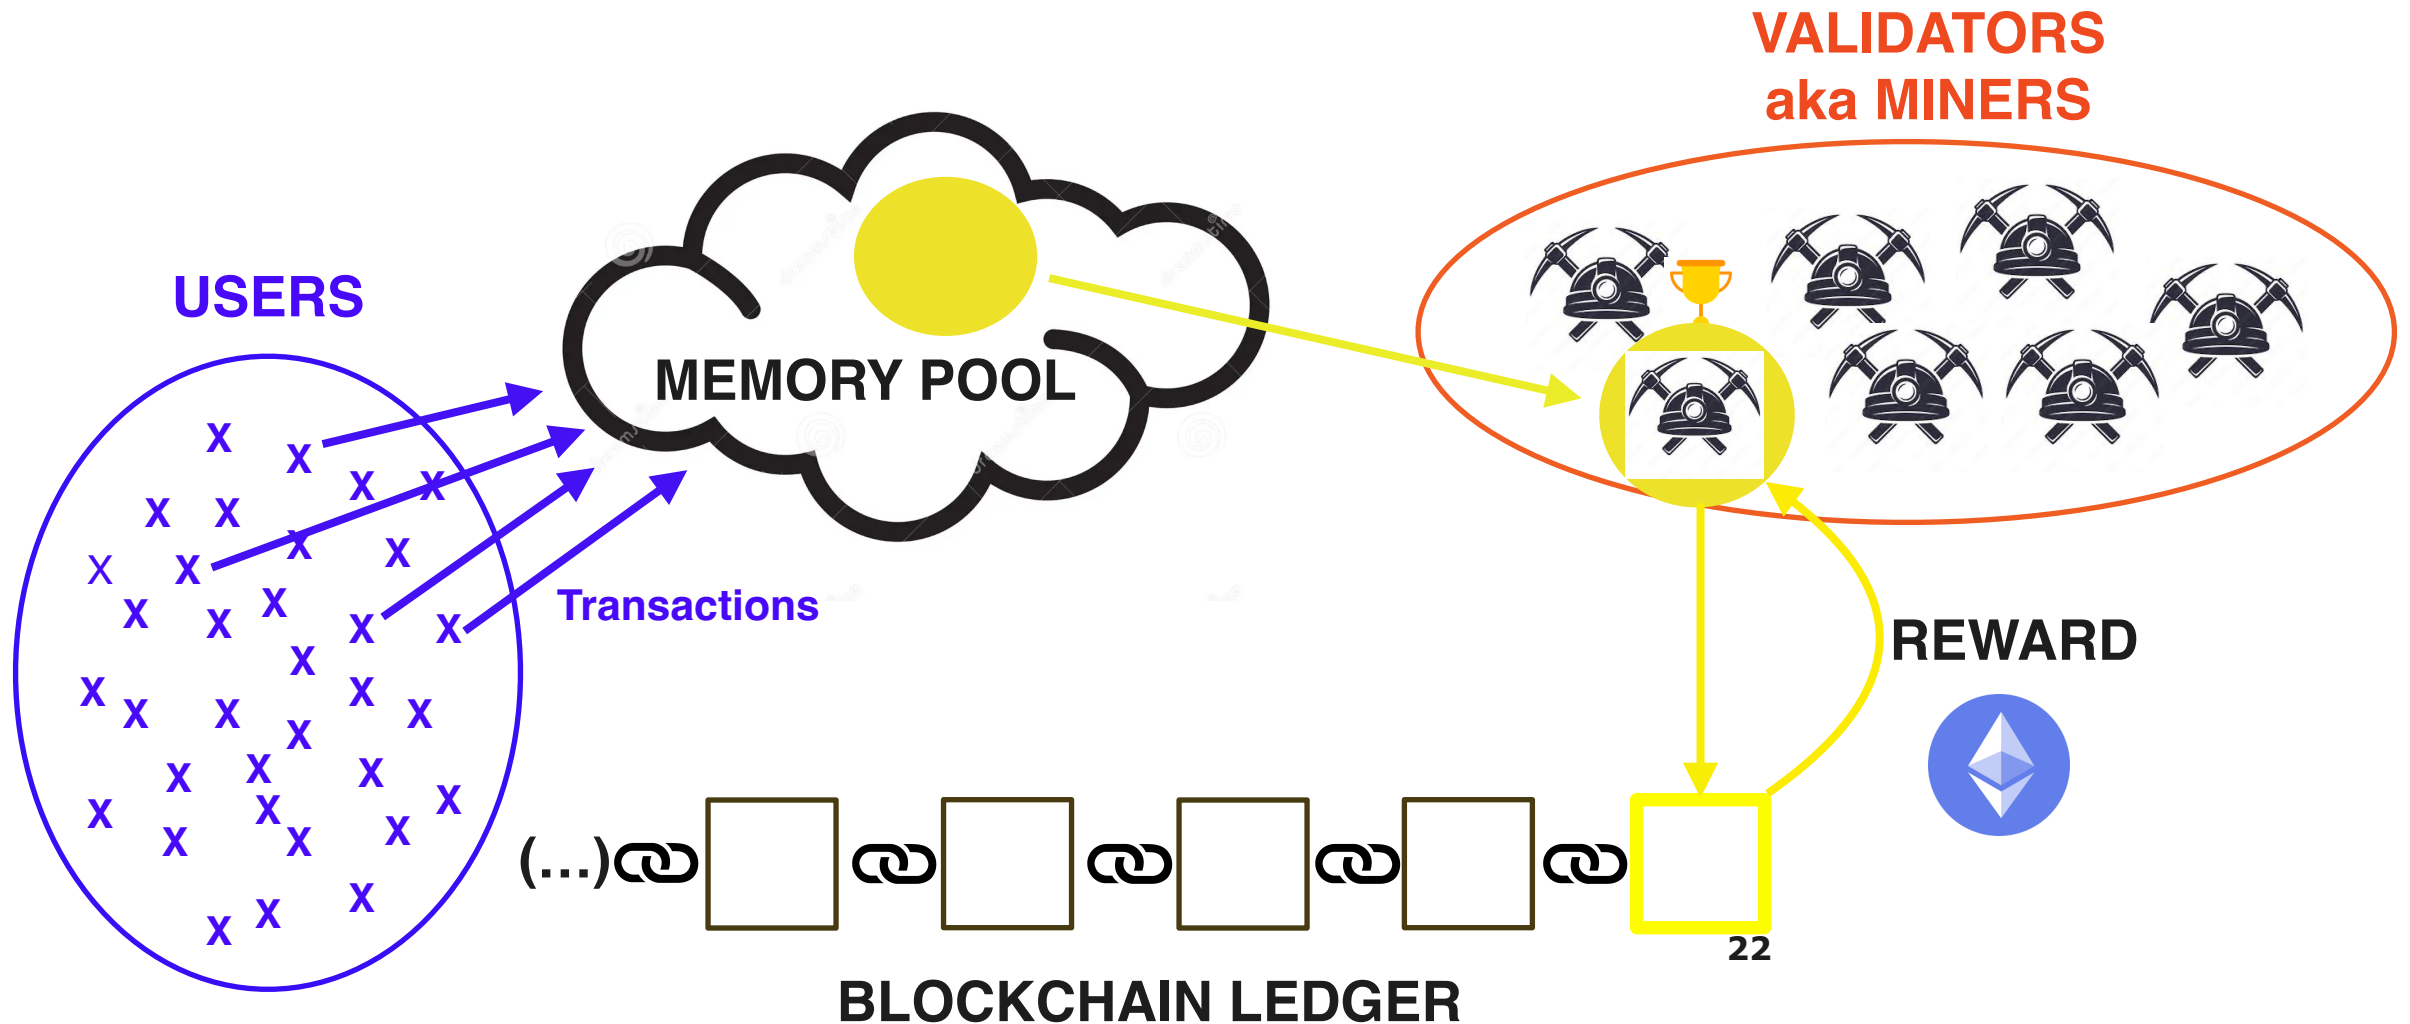 VALIDATORS
aka MINERS
USERS
MEMORY POOL
Transactions
REWARD
(...)
22
BLOCKCHAIN LEDGER